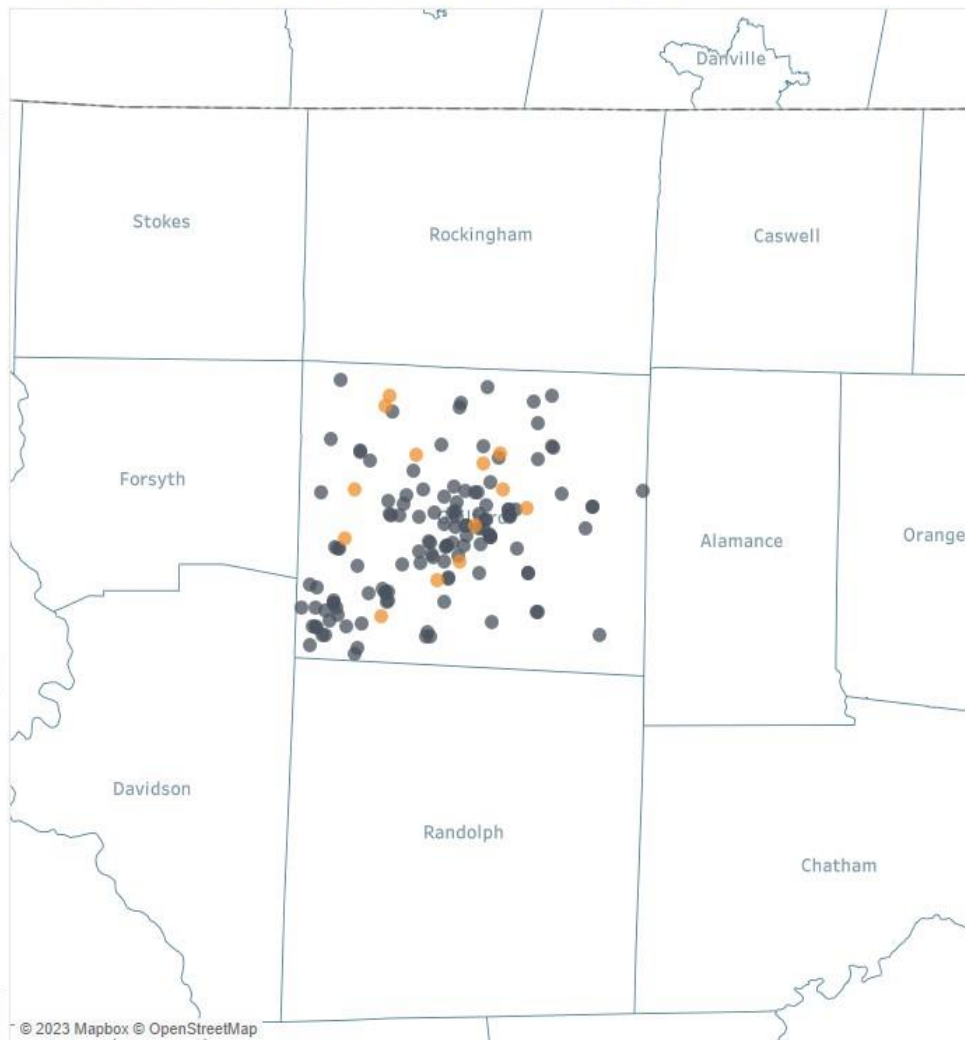 Danville
Stokes
Rockingham
Caswell
Forsyth
Alamance
Orange
Davidson
Randolph
Chatham
© 2023 Mapbox © OpenStreetMap